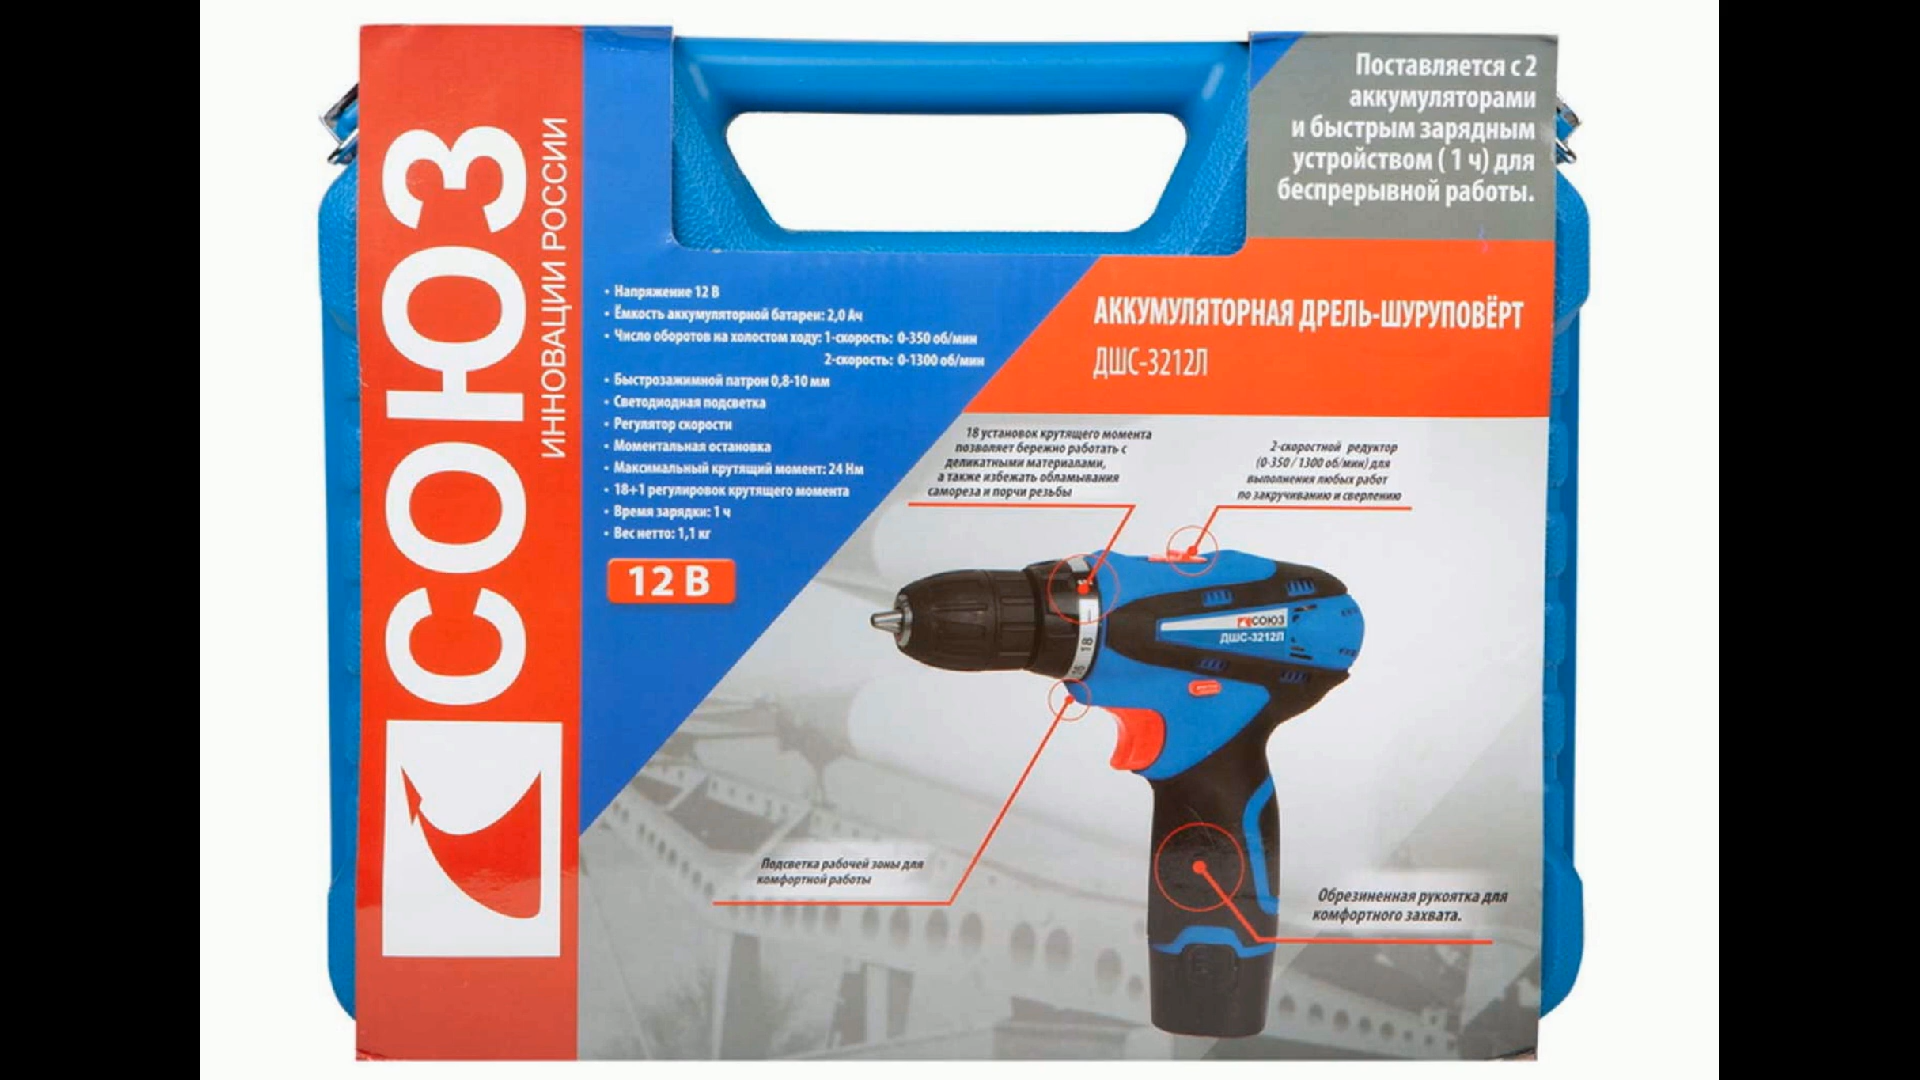 СОЮЗ
ИННОВАЦИИ РОССИИ
Поставляется с 2
аккумуляторами
и быстрым зарядным
устройством ( 1 ч) для
беспрерывной работы.
АККУМУЛЯТОРНАЯ ДРЕЛЬ-ШУРУПОВЁРТ
ДШС-3212Л
• Напряжение 12 В
• Ёмкость аккумуляторной батареи: 2,0 Ач
• Число оборотов на холостом ходу: 1-скорость: 0-350 об/мин
2-скорость: 0-1300 об/мин
• Быстрозажимной патрон 0,8-10 мм
• Светодиодная подсветка
• Регулятор скорости
• Моментальная остановка
• Максимальный крутящий момент: 24 Нм
• 18+1 регулировок крутящего момента
• Время зарядки: 1 ч
• Вес нетто: 1,1 кг
12 В
18 установок крутящего момента
позволяет бережно работать с
деликатными материалами,
а также избежать обламывания
самореза и порчи резьбы
2-скоростной редуктор
(0-350 / 1300 об/мин) для
выполнения любых работ
по закручиванию и сверлению
СОЮЗ
ДШС-3212Л
18
Подсветка рабочей зоны для
комфортной работы
Обрезиненная рукоятка для
комфортного захвата.